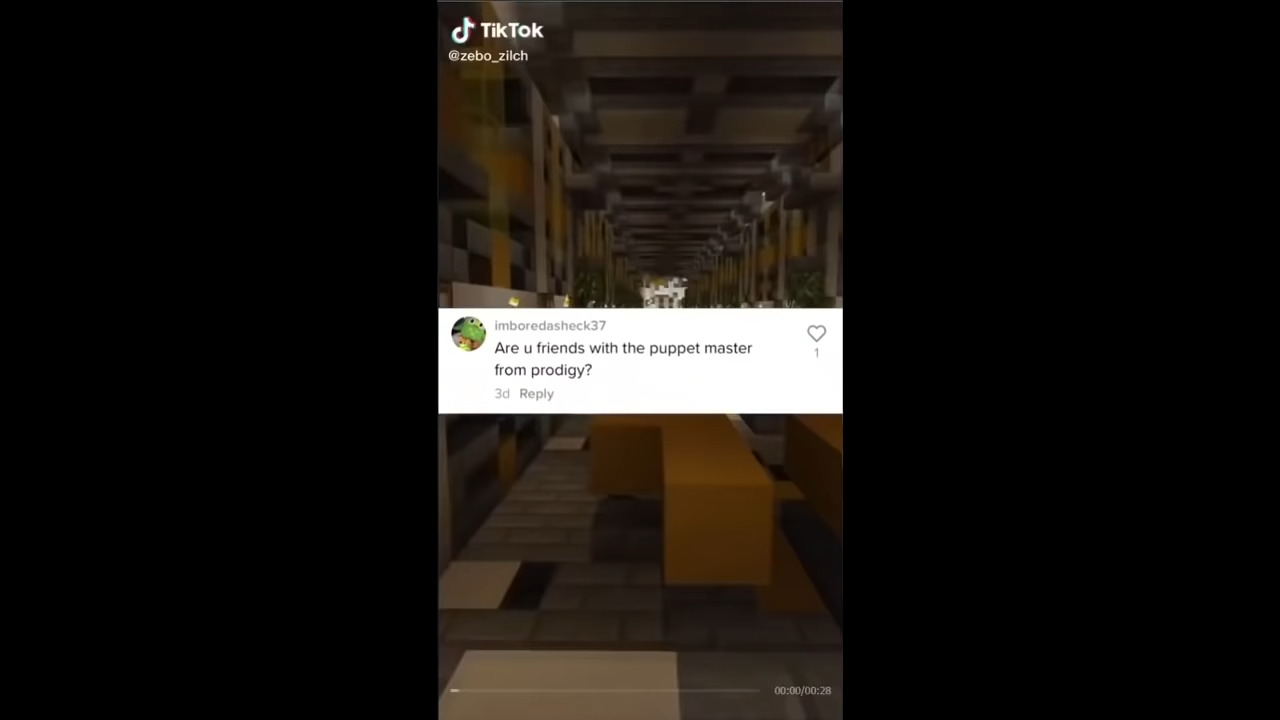 TikTok
@zebo_zilch
imboredasheck37
Are u friends with the puppet master
from prodigy?
1
3d Reply
00:00/00:28